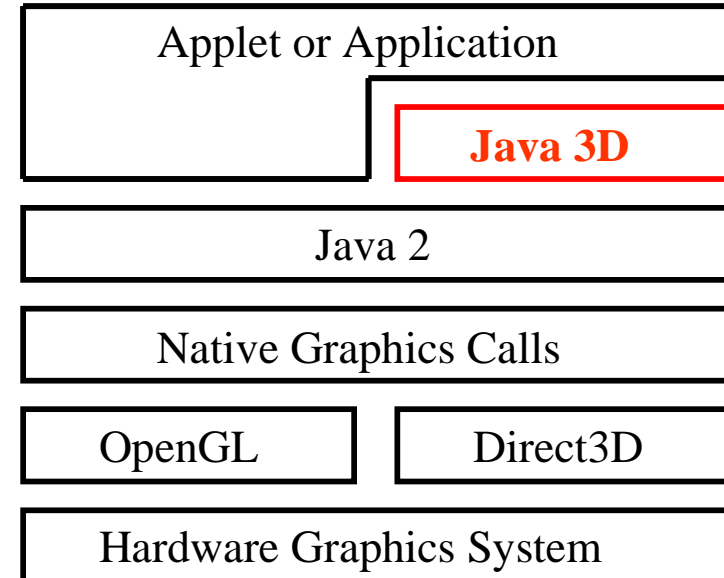 Applet or Application
Java 3D
Java 2
Native Graphics Calls
OpenGL
Direct3D
Hardware Graphics System